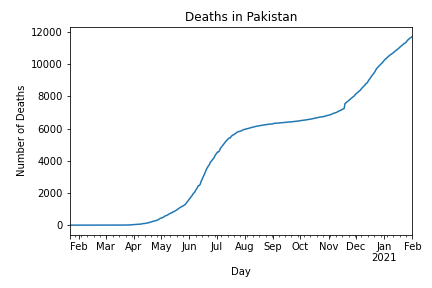 Deaths in Pakistan
Number of Deaths
12000
10000
8000
6000
4000
2000
0
Feb Mar Apr May Jun Jul Aug Sep Oct Nov Dec Jan Feb
2021
Day